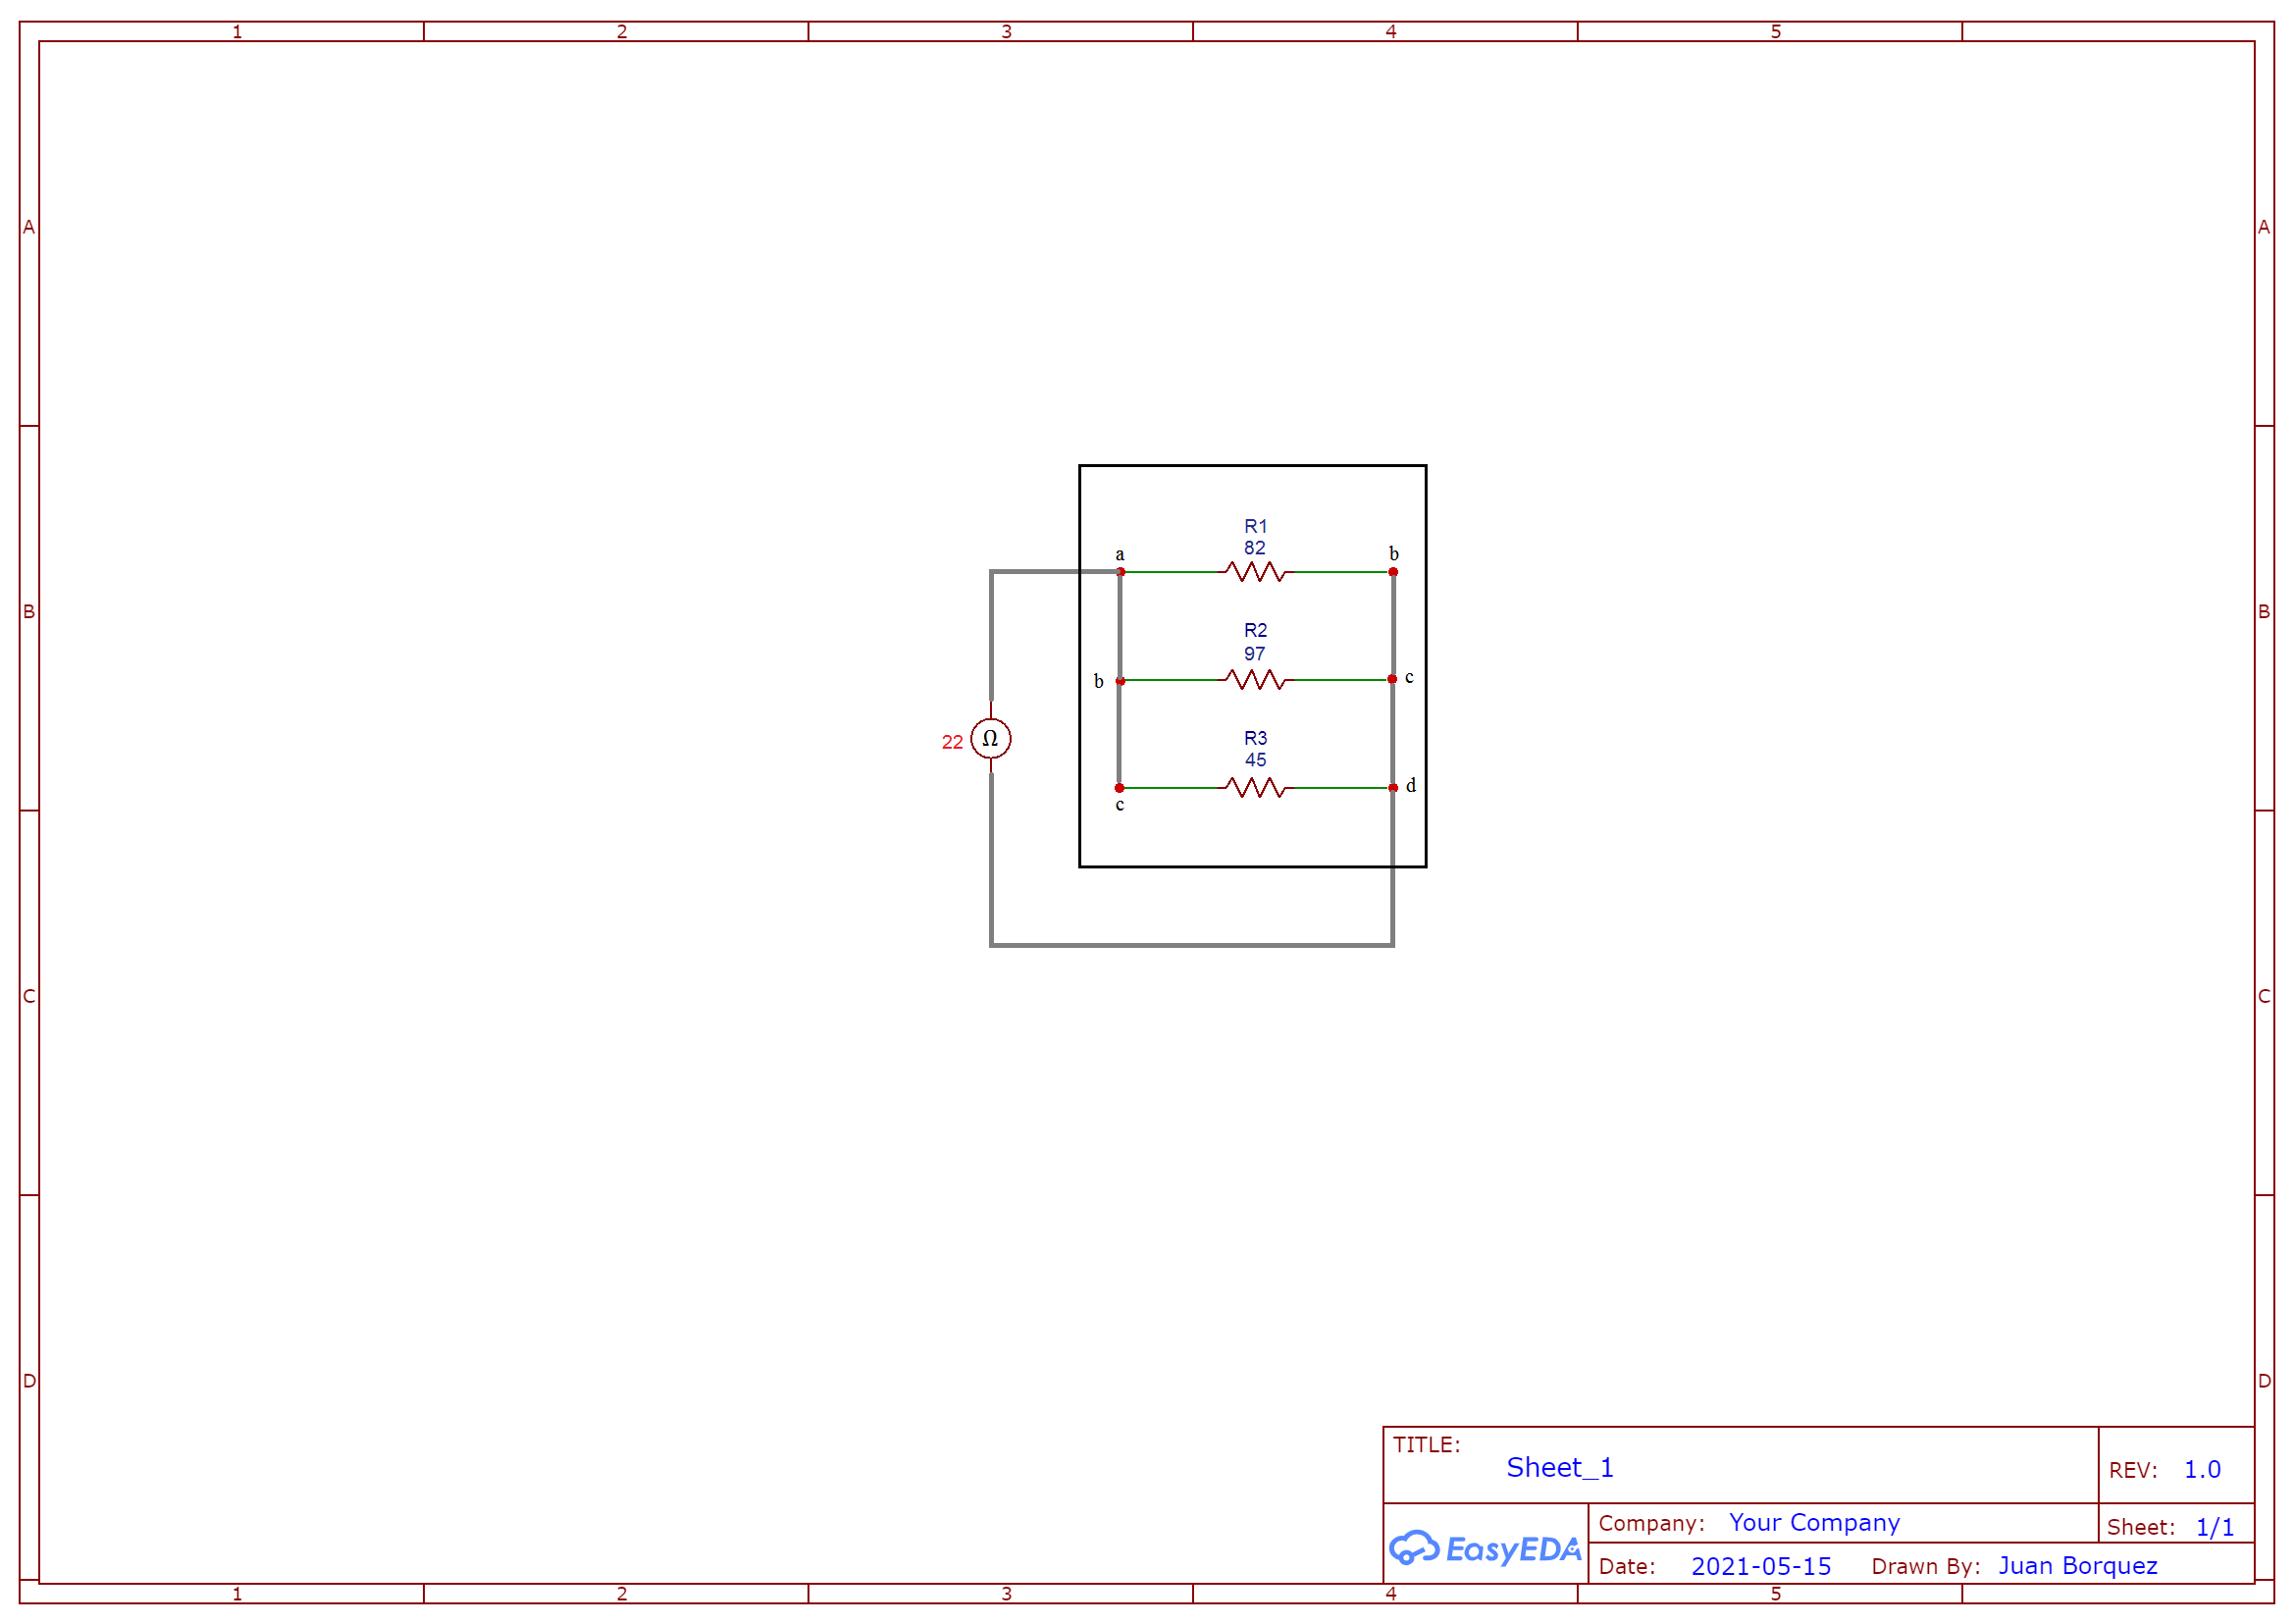 1 2 3 4 5
A A
R1
82
a b
B B
R2
97
b c
R3
45
22 Ω
c d
C C
D D
TITLE:
Sheet_1
REV: 1.0
EasyEDA
Company: Your Company
Sheet: 1/1
Date: 2021-05-15 Drawn By: Juan Borquez
1 2 3 4 5